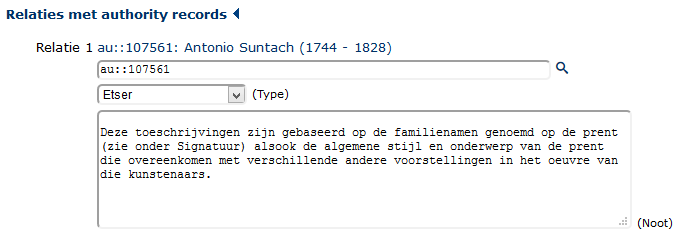 Relaties met authority records
Relatie 1 au::107561: Antonio Suntach (1744 - 1828)
au::107561
Etser (Type)
Deze toeschrijvingen zijn gebaseerd op de familienamen genoemd op de prent
(zie onder Signatuur) alsook de algemene stijl en onderwerp van de prent
die overeenkomen met verschillende andere voorstellingen in het oeuvre van
die kunstenaars.
(Noot)